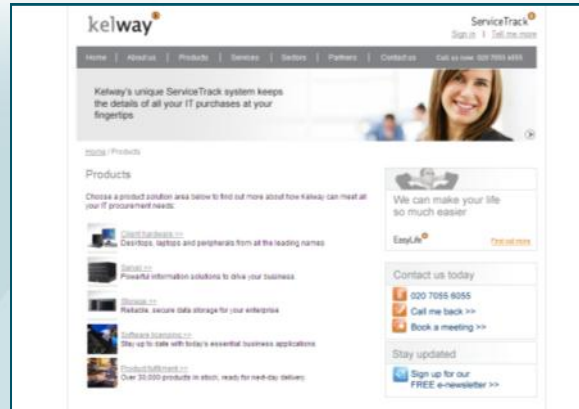 kelway
ServiceTrack
Sign in | Tell me more
Home | About us | Products | Services | Sectors | Partners | Contact us Call us now: 020 7055 6055
Kelway's unique ServiceTrack system keeps
the details of all your IT purchases at your
fingertips
Home / Products
Products
Choose a product solution area below to find out more about how Kelway can meet all
your IT procurement needs:
Client hardware >>
Desktops, laptops and peripherals from all the leading names
Server >>
Powerful information solutions to drive your business
Storage >>
Reliable, secure data storage for your enterprise
Software licensing >>
Stay up to date with today's essential business applications
Product fulfilment >>
Over 30,000 products in stock, ready for next-day delivery
We can make your life
so much easier
EasyLife
Find out more
Contact us today
020 7055 6055
Call me back >>
Book a meeting >>
Stay updated
Sign up for our
FREE e-newsletter >>